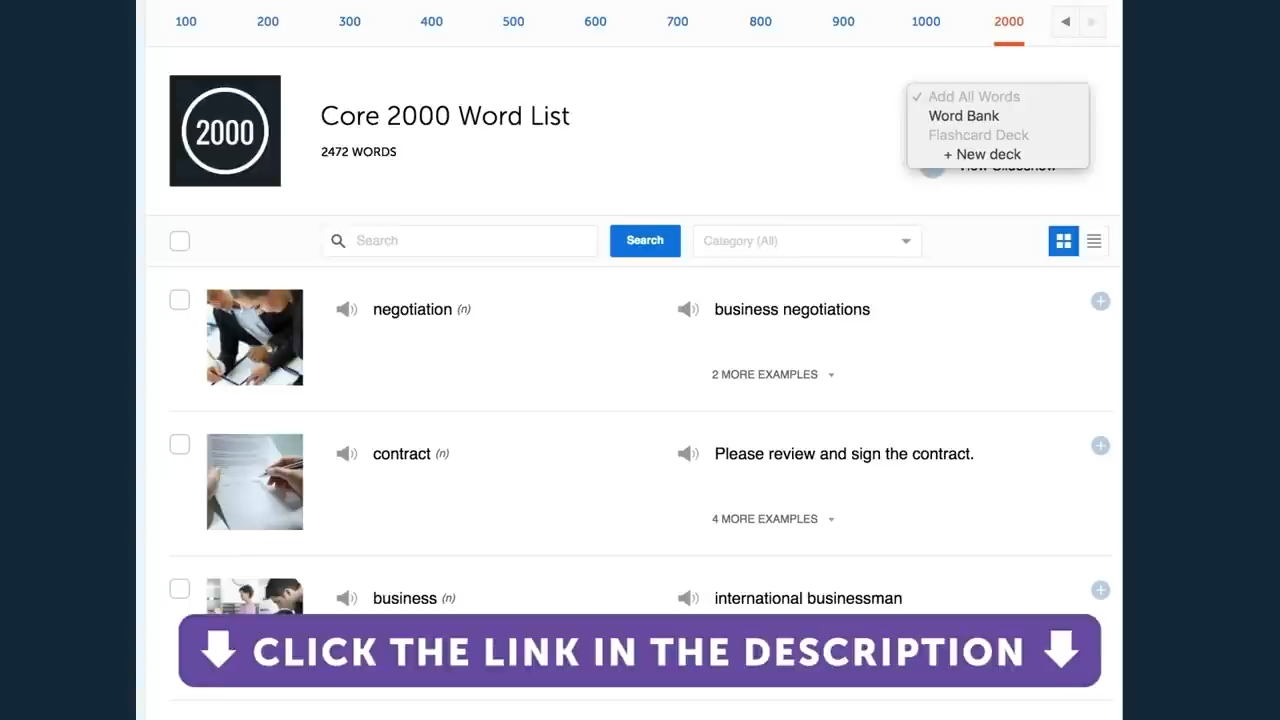 100 200 300 400 500 600 700 800 900 1000 2000
2000
Core 2000 Word List
2472 WORDS
Add All Words
Word Bank
Flashcard Deck
+ New deck
View Slideshow
Search
Search
Category (All)
negotiation (n)
business negotiations
2 MORE EXAMPLES
contract (n)
Please review and sign the contract.
4 MORE EXAMPLES
business (n)
international businessman
CLICK THE LINK IN THE DESCRIPTION